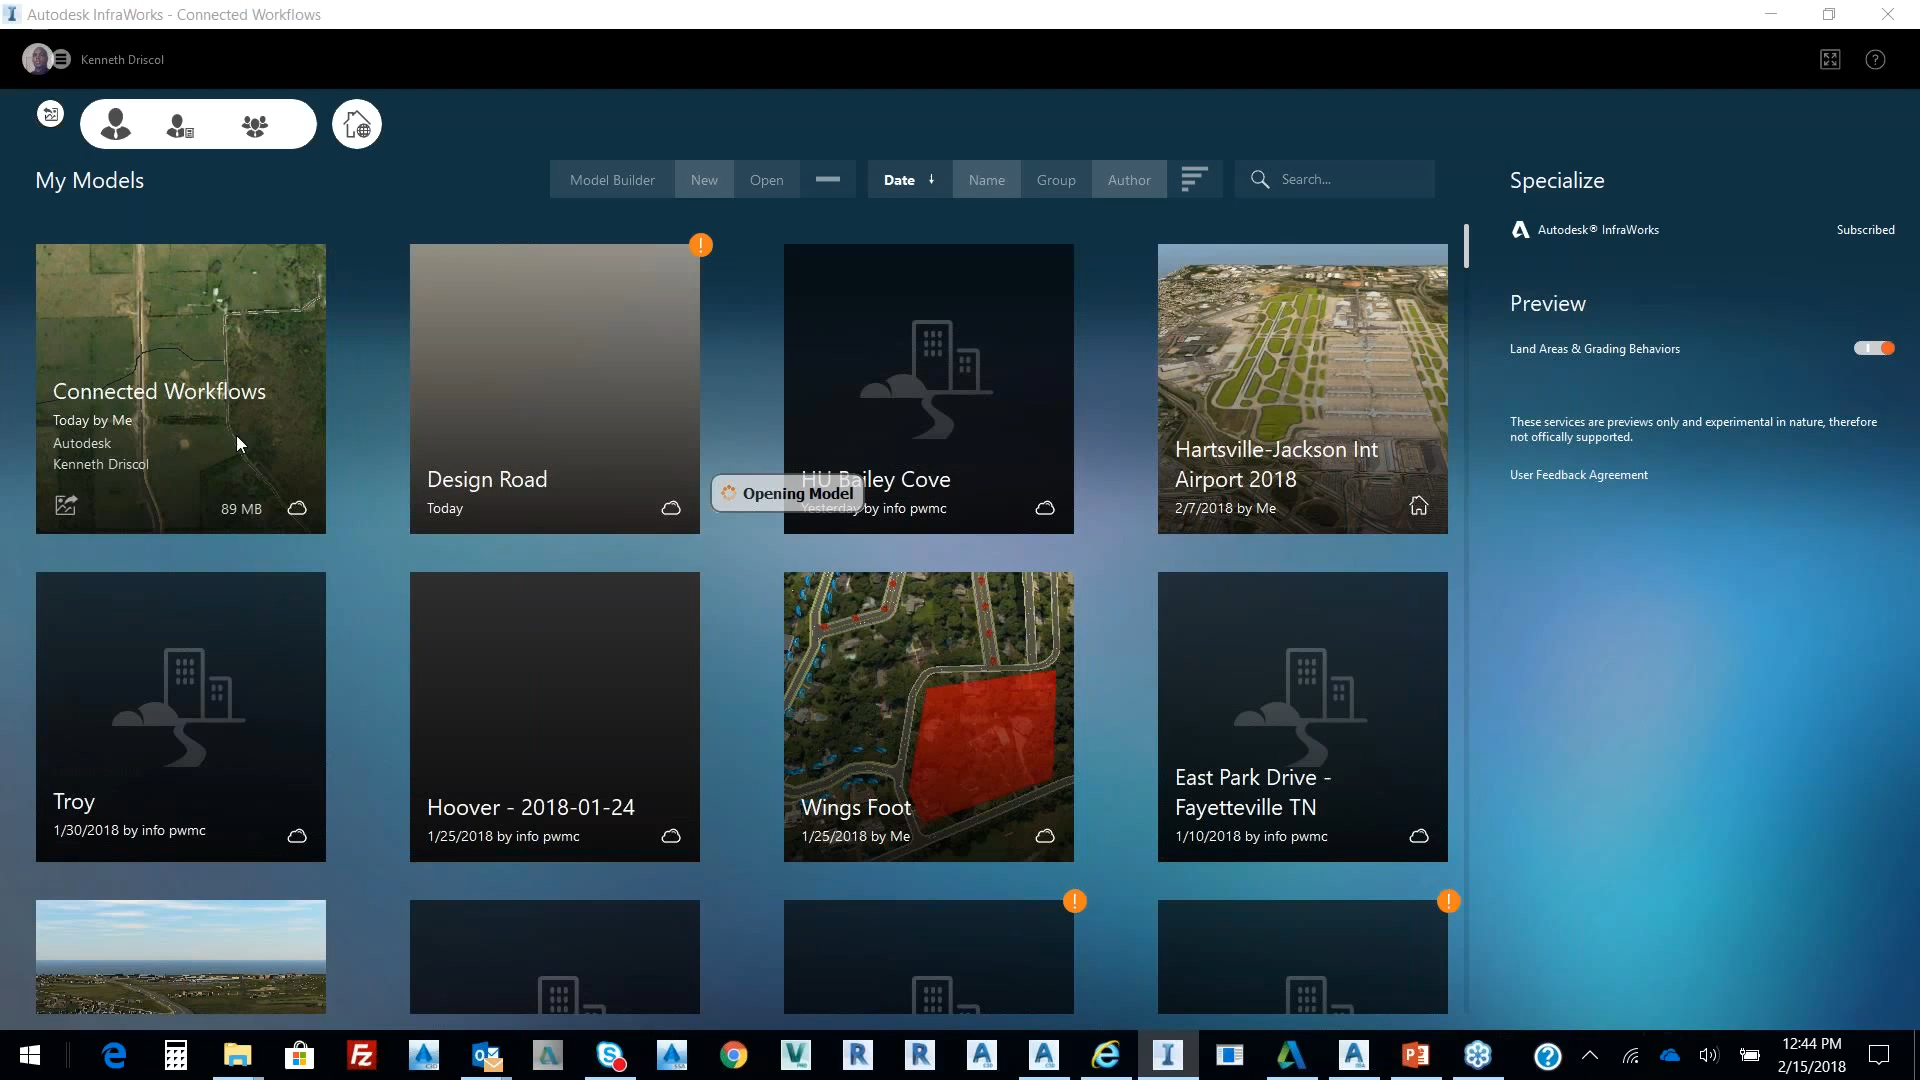 Autodesk InfraWorks - Connected Workflows
Kenneth Driscol
My Models
Model Builder New Open Date Name Group Author Search...
Specialize
Autodesk® InfraWorks Subscribed
Preview
Land Areas & Grading Behaviors
These services are previews only and experimental in nature, therefore
not offically supported.
User Feedback Agreement
Connected Workflows
Today by Me
Autodesk
Kenneth Driscol
89 MB
Design Road
Today
Opening Model
HU Bailey Cove
Yesterday by info pwmc
Hartsville-Jackson Int
Airport 2018
2/7/2018 by Me
Troy
1/30/2018 by info pwmc
Hoover - 2018-01-24
1/25/2018 by info pwmc
Wings Foot
1/25/2018 by Me
East Park Drive -
Fayetteville TN
1/10/2018 by info pwmc
12:44 PM
2/15/2018